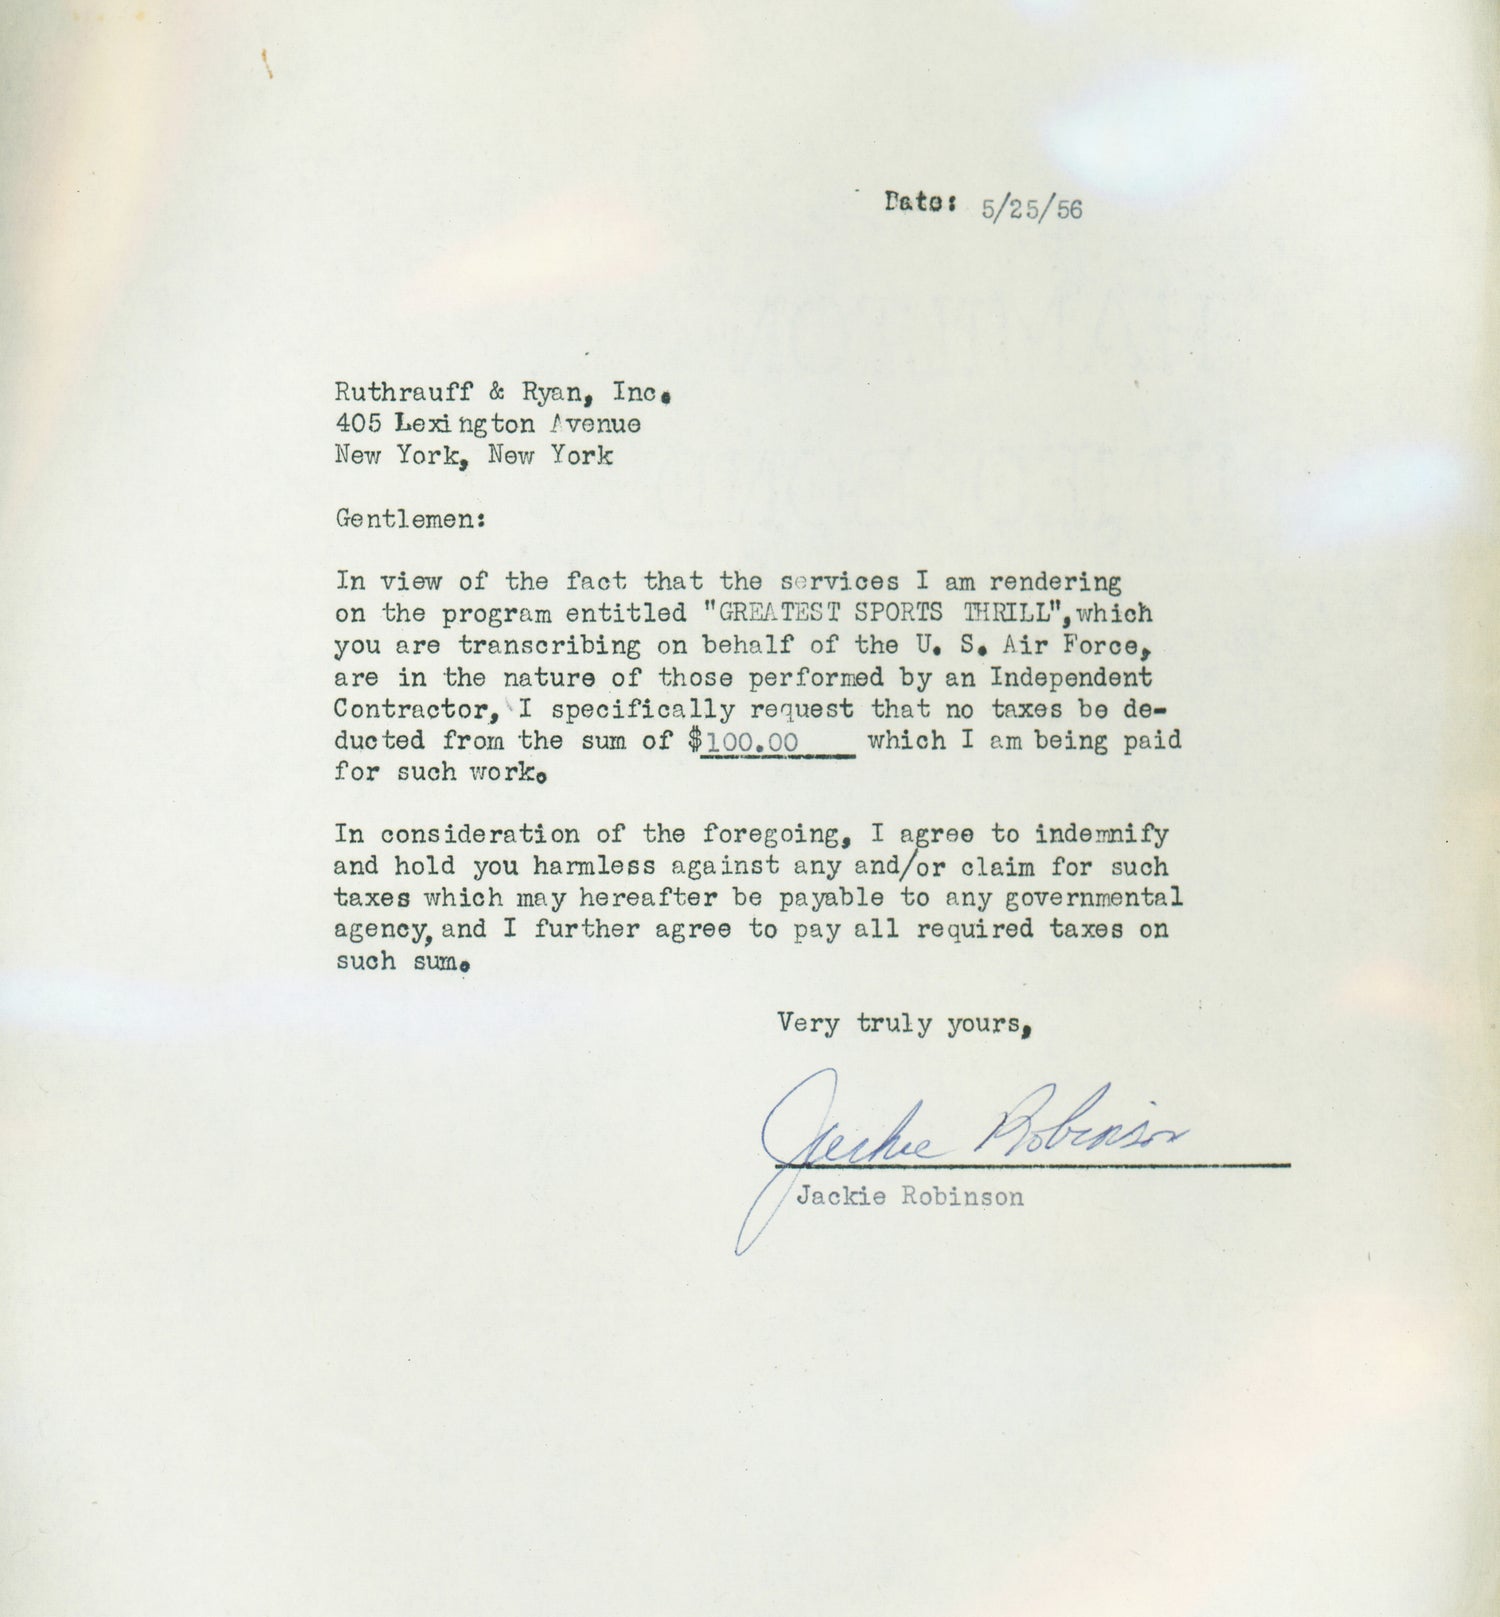 Date: 5/25/56
Ruthrauff & Ryan, Inc.
405 Lexington Avenue
New York, New York
Gentlemen:
In view of the fact that the services I am rendering
on the program entitled "GREATEST SPORTS THRILL", which
you are transcribing on behalf of the U. S. Air Force,
are in the nature of those performed by an Independent
Contractor, I specifically request that no taxes be de-
ducted from the sum of $100.00 which I am being paid
for such work.
In consideration of the foregoing, I agree to indemnify
and hold you harmless against any and/or claim for such
taxes which may hereafter be payable to any governmental
agency, and I further agree to pay all required taxes on
such sum.
Very truly yours,
Jackie Robinson
Jackie Robinson